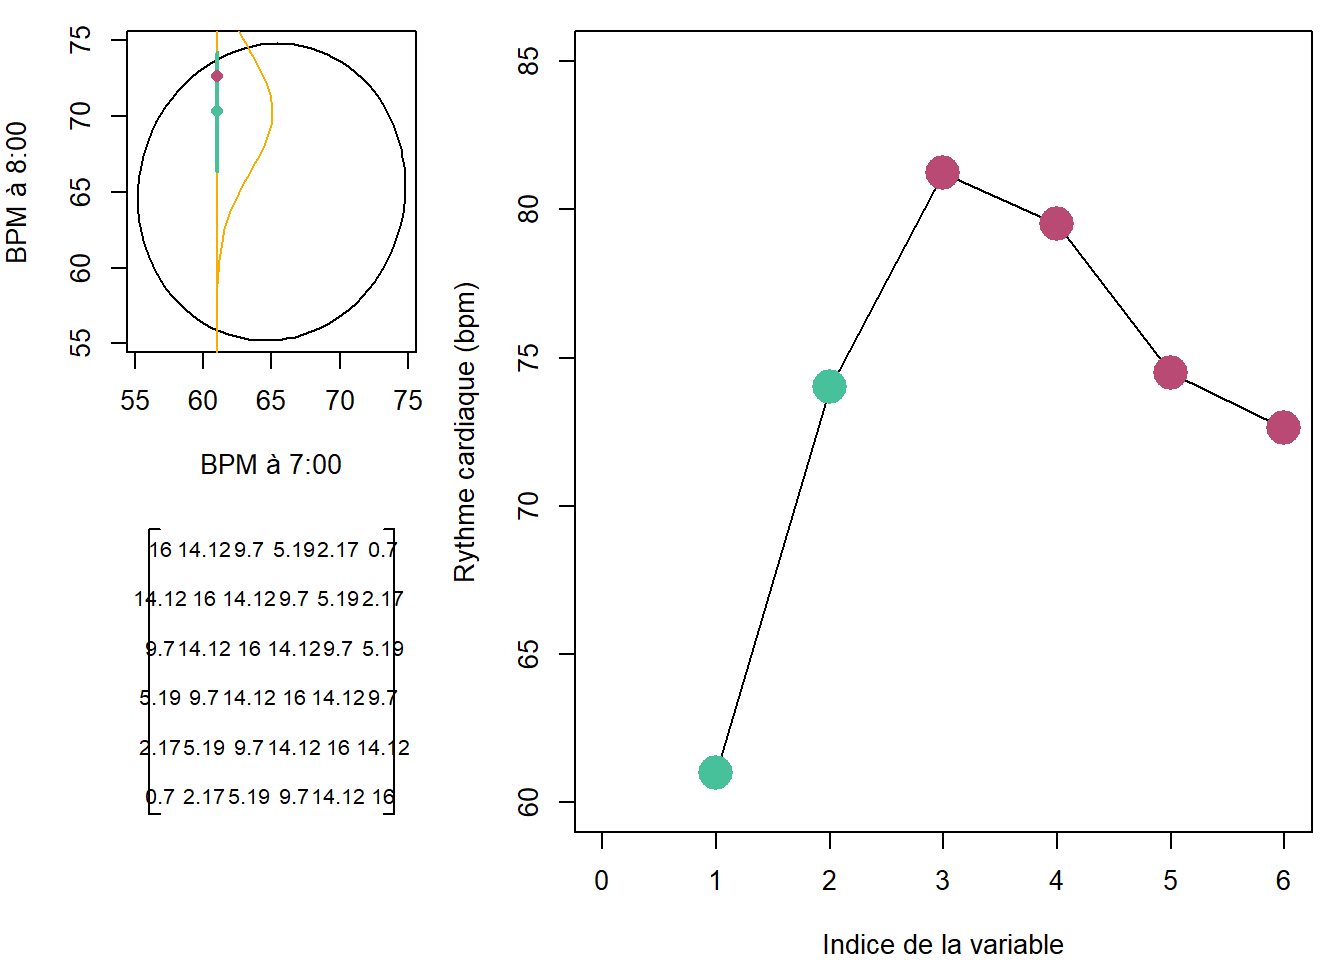 75
70
65
60
55
BPM à 8:00
55 60 65 70 75
BPM à 7:00
16 14.12 9.7 5.19 2.17 0.7
14.12 16 14.12 9.7 5.19 2.17
9.7 14.12 16 14.12 9.7 5.19
5.19 9.7 14.12 16 14.12 9.7
2.17 5.19 9.7 14.12 16 14.12
0.7 2.17 5.19 9.7 14.12 16
85
80
75
70
65
60
Rythme cardiaque (bpm)
0 1 2 3 4 5 6
Indice de la variable